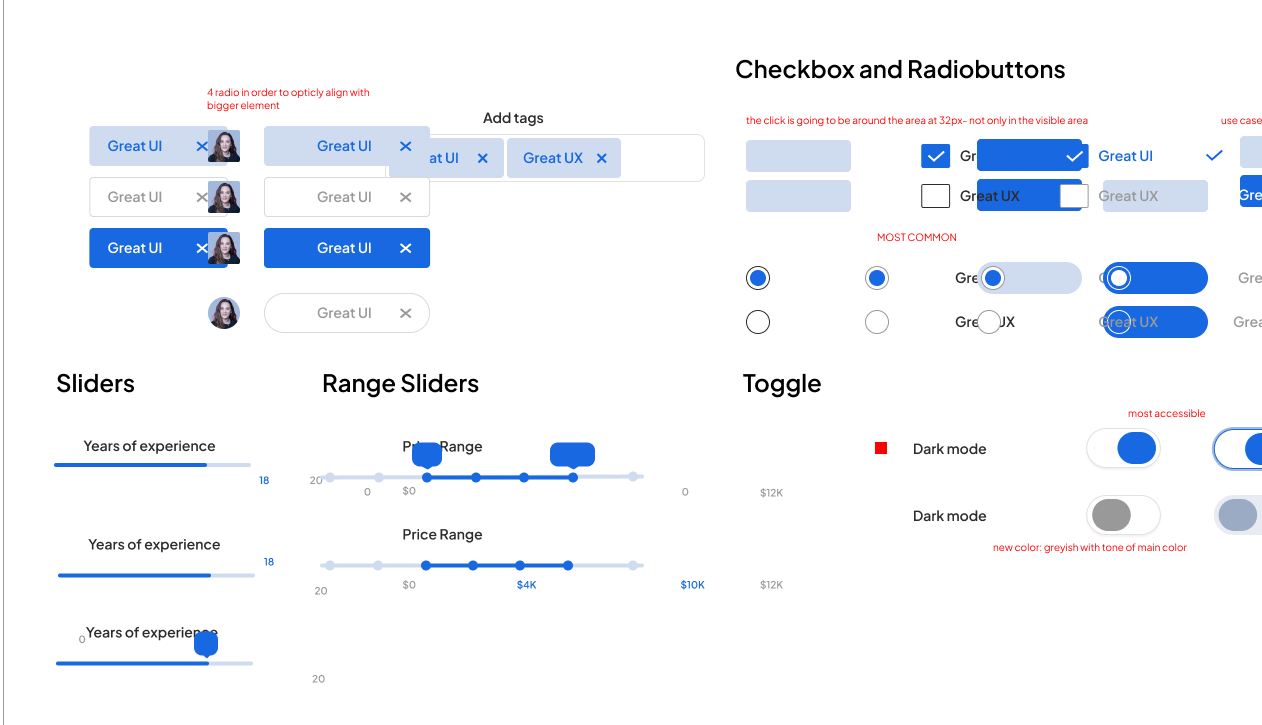 Checkbox and Radiobuttons
4 radio in order to opticly align with
bigger element
Add tags
the click is going to be around the area at 32px- not only in the visible area
use case
Great UI
Great UI
at UI
Great UX
Gr
Great UI
Great UI
Great UI
Great UX
Great UX
Gre
MOST COMMON
Great UI
Great UI
Gre
Gre
Great UI
Gre
UX
Great UX
Grea
Sliders
Range Sliders
Toggle
most accessible
Years of experience
Price Range
Dark mode
18
20
0
$0
0
$12K
Dark mode
Price Range
Years of experience
new color: greyish with tone of main color
18
20
$0
$4K
$10K
$12K
Years of experience
0
20